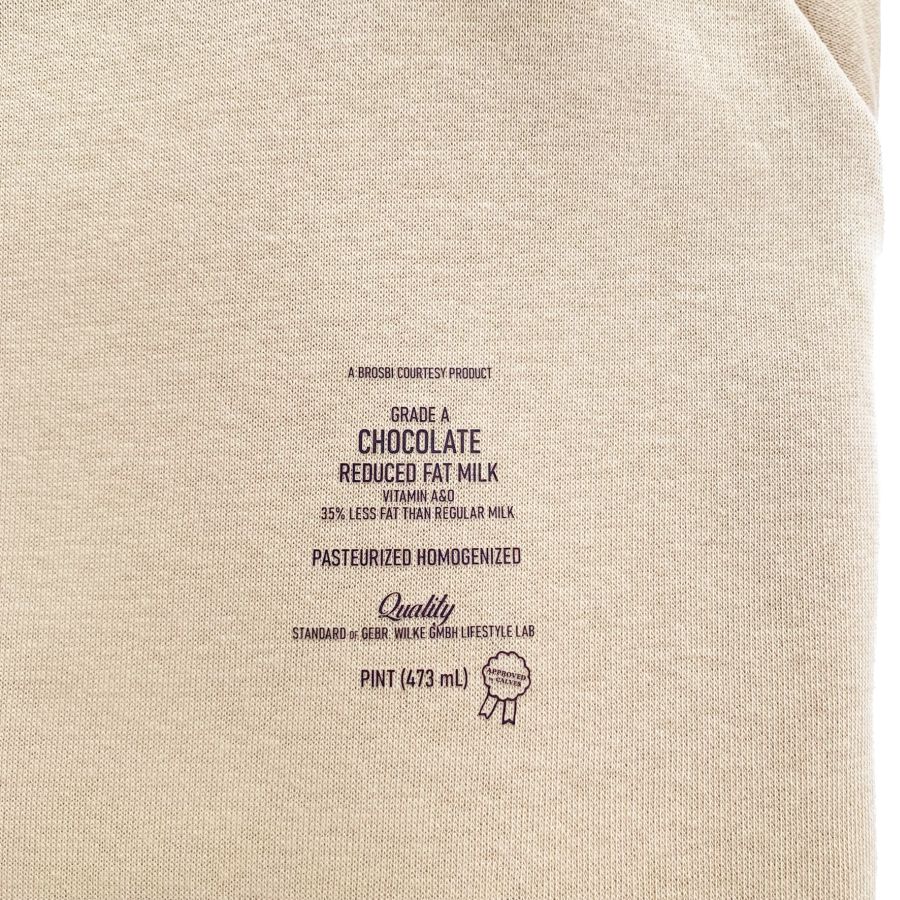 A BROSBI COURTESY PRODUCT
GRADE A
CHOCOLATE
REDUCED FAT MILK
VITAMIN A&D
35% LESS FAT THAN REGULAR MILK
PASTEURIZED HOMOGENIZED
Quality
STANDARD OF GEBR. WILKE GMBH LIFESTYLE LAB
PINT (473 mL)
APPROVED
by CALVES